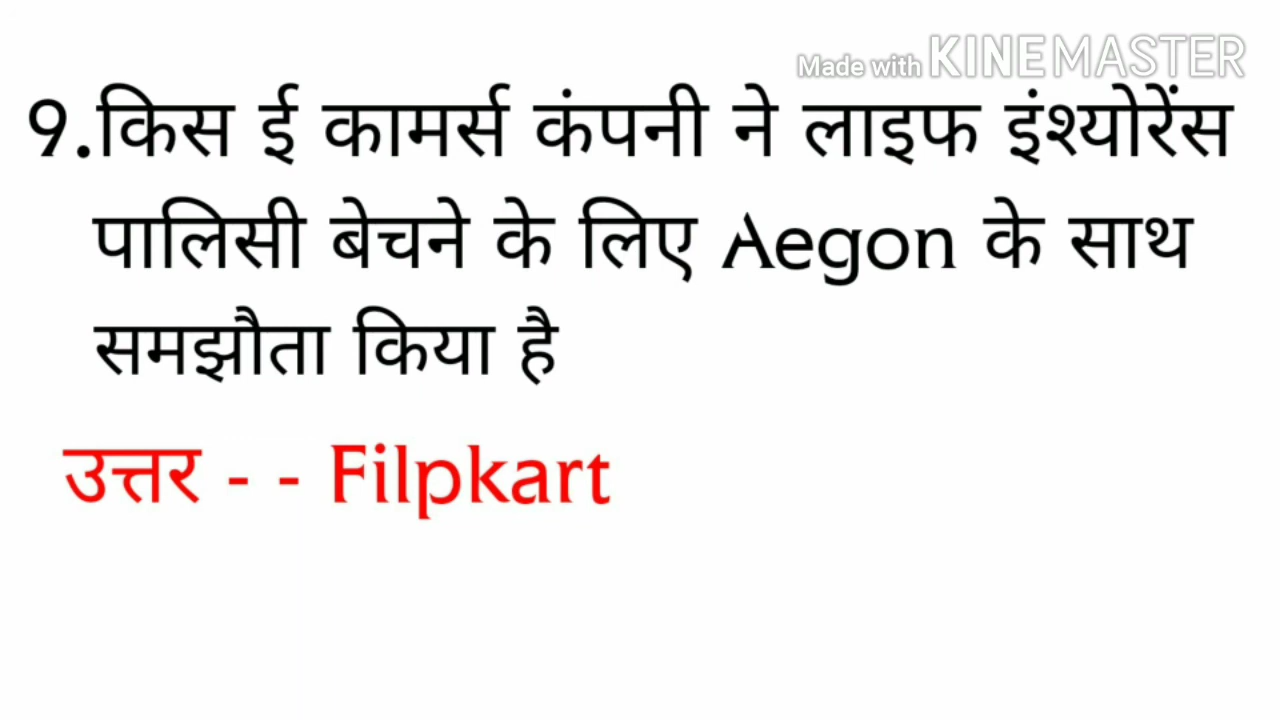 Made with KINEMASTER
9.किस ई कामर्स कंपनी ने लाइफ इंश्योरेंस
पालिसी बेचने के लिए Aegon के साथ
समझौता किया है
उत्तर - - Filpkart